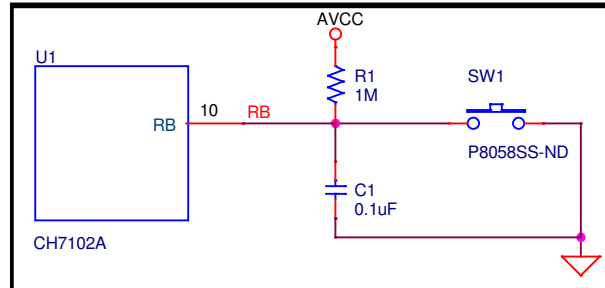 AVCC
U1
R1
1M
SW1
RB
10
RB
P8058SS-ND
C1
0.1uF
CH7102A